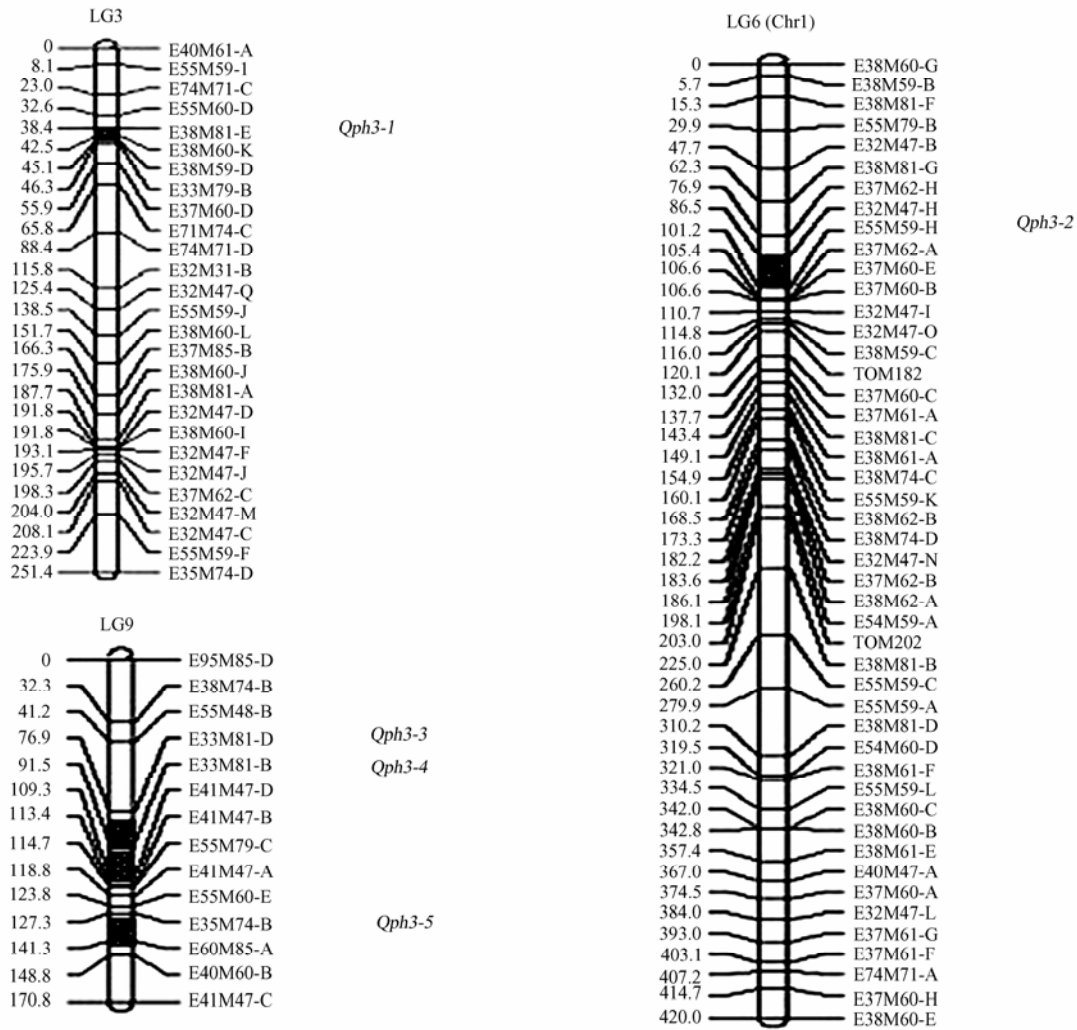 LG3
0 E40M61-A
8.1 E55M59-1
23.0 E74M71-C
32.6 E55M60-D
38.4 E38M81-E Qph3-1
42.5 E38M60-K
45.1 E38M59-D
46.3 E33M79-B
55.9 E37M60-D
65.8 E71M74-C
88.4 E74M71-D
115.8 E32M31-B
125.4 E32M47-Q
138.5 E55M59-J
151.7 E38M60-L
166.3 E37M85-B
175.9 E38M60-J
187.7 E38M81-A
191.8 E32M47-D
191.8 E38M60-I
193.1 E32M47-F
195.7 E32M47-J
198.3 E37M62-C
204.0 E32M47-M
208.1 E32M47-C
223.9 E55M59-F
251.4 E35M74-D
LG9
0 E95M85-D
32.3 E38M74-B
41.2 E55M48-B
76.9 E33M81-D Qph3-3
91.5 E33M81-B Qph3-4
109.3 E41M47-D
113.4 E41M47-B
114.7 E55M79-C
118.8 E41M47-A
123.8 E55M60-E
127.3 E35M74-B Qph3-5
141.3 E60M85-A
148.8 E40M60-B
170.8 E41M47-C
LG6 (Chr1)
0 E38M60-G
5.7 E38M59-B
15.3 E38M81-F
29.9 E55M79-B
47.7 E32M47-B
62.3 E38M81-G
76.9 E37M62-H
86.5 E32M47-H
101.2 E55M59-H Qph3-2
105.4 E37M62-A
106.6 E37M60-E
106.6 E37M60-B
110.7 E32M47-I
114.8 E32M47-O
116.0 E38M59-C
120.1 TOM182
132.0 E37M60-C
137.7 E37M61-A
143.4 E38M81-C
149.1 E38M61-A
154.9 E38M74-C
160.1 E55M59-K
168.5 E38M62-B
173.3 E38M74-D
182.2 E32M47-N
183.6 E37M62-B
186.1 E38M62-A
198.1 E54M59-A
203.0 TOM202
225.0 E38M81-B
260.2 E55M59-C
279.9 E55M59-A
310.2 E38M81-D
319.5 E54M60-D
321.0 E38M61-F
334.5 E55M59-L
342.0 E38M60-C
342.8 E38M60-B
357.4 E38M61-E
367.0 E40M47-A
374.5 E37M60-A
384.0 E32M47-L
393.0 E37M61-G
403.1 E37M61-F
407.2 E74M71-A
414.7 E37M60-H
420.0 E38M60-E